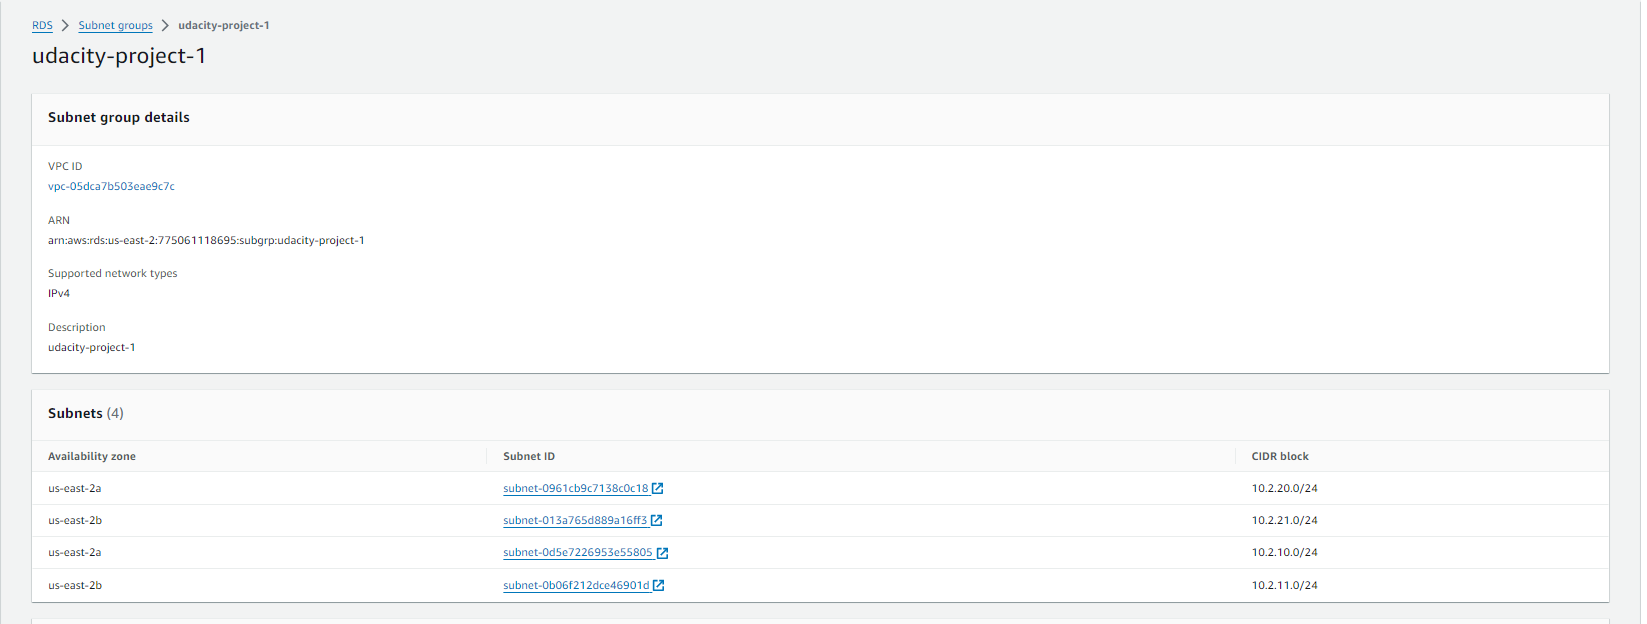 RDS > Subnet groups > udacity-project-1
udacity-project-1
Subnet group details
VPC ID
vpc-05dca7b503eae9c7c
ARN
arn:aws:rds:us-east-2:775061118695:subgrp:udacity-project-1
Supported network types
IPv4
Description
udacity-project-1
Subnets (4)
Availability zone Subnet ID CIDR block
us-east-2a subnet-0961cb9c7138c0c18 10.2.20.0/24
us-east-2b subnet-013a765d889a16ff3 10.2.21.0/24
us-east-2a subnet-0d5e7226953e55805 10.2.10.0/24
us-east-2b subnet-0b06f212dce46901d 10.2.11.0/24